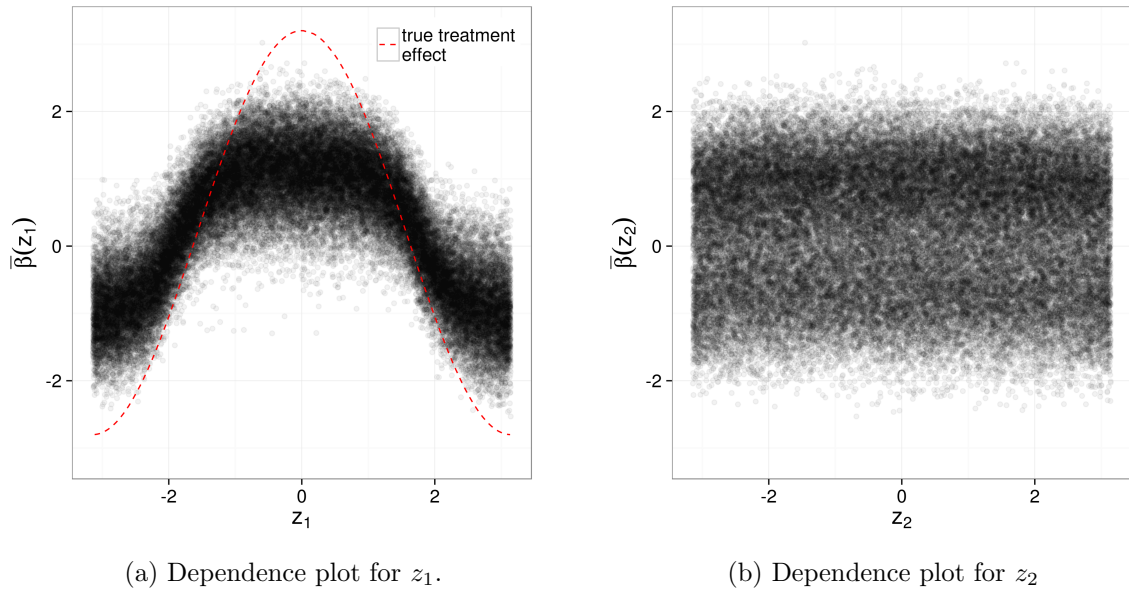 true treatment
effect
2
0
-2
β̄(z₁)
-2
0
2
z₁
(a) Dependence plot for z₁.
2
0
-2
β̄(z₂)
-2
0
2
z₂
(b) Dependence plot for z₂